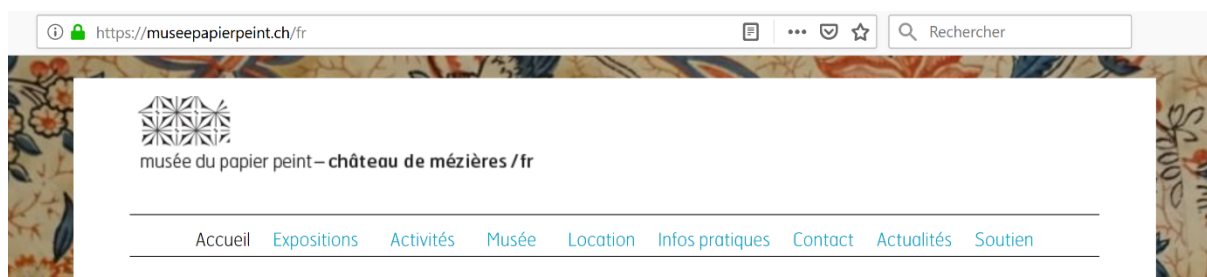 https://museepapierpeint.ch/fr Rechercher
musée du papier peint – château de mézières / fr
Accueil Expositions Activités Musée Location Infos pratiques Contact Actualités Soutien